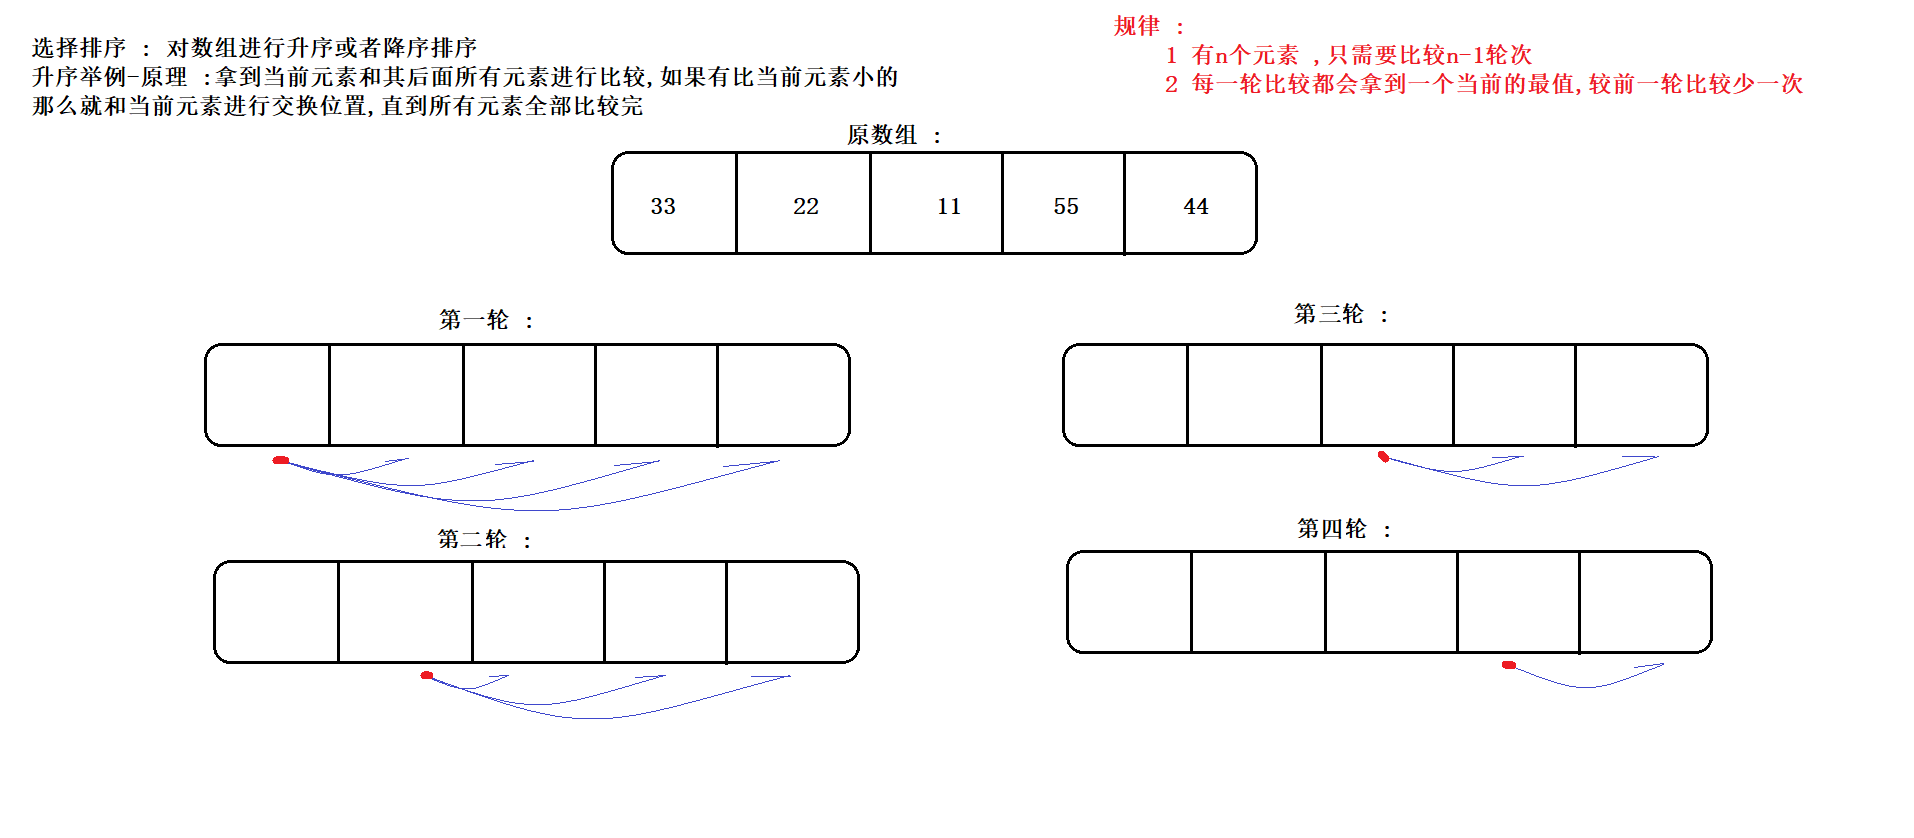 选择排序 : 对数组进行升序或者降序排序
升序举例-原理 :拿到当前元素和其后面所有元素进行比较,如果有比当前元素小的
那么就和当前元素进行交换位置,直到所有元素全部比较完
规律 :
1 有n个元素 ,只需要比较n-1轮次
2 每一轮比较都会拿到一个当前的最值,较前一轮比较少一次
原数组 :
33 22 11 55 44
第一轮 :
第三轮 :
第二轮 :
第四轮 :